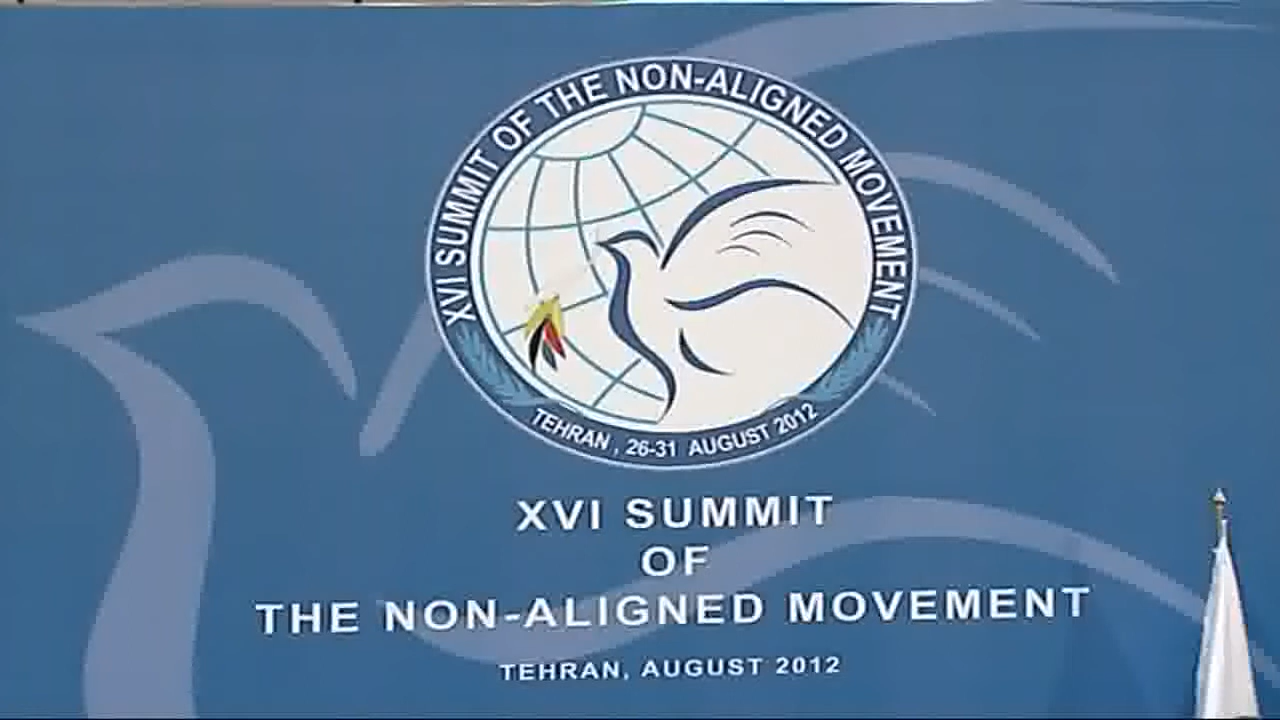 XVI SUMMIT OF THE NON-ALIGNED MOVEMENT
TEHRAN , 26-31 AUGUST 2012
XVI SUMMIT
OF
THE NON-ALIGNED MOVEMENT
TEHRAN, AUGUST 2012